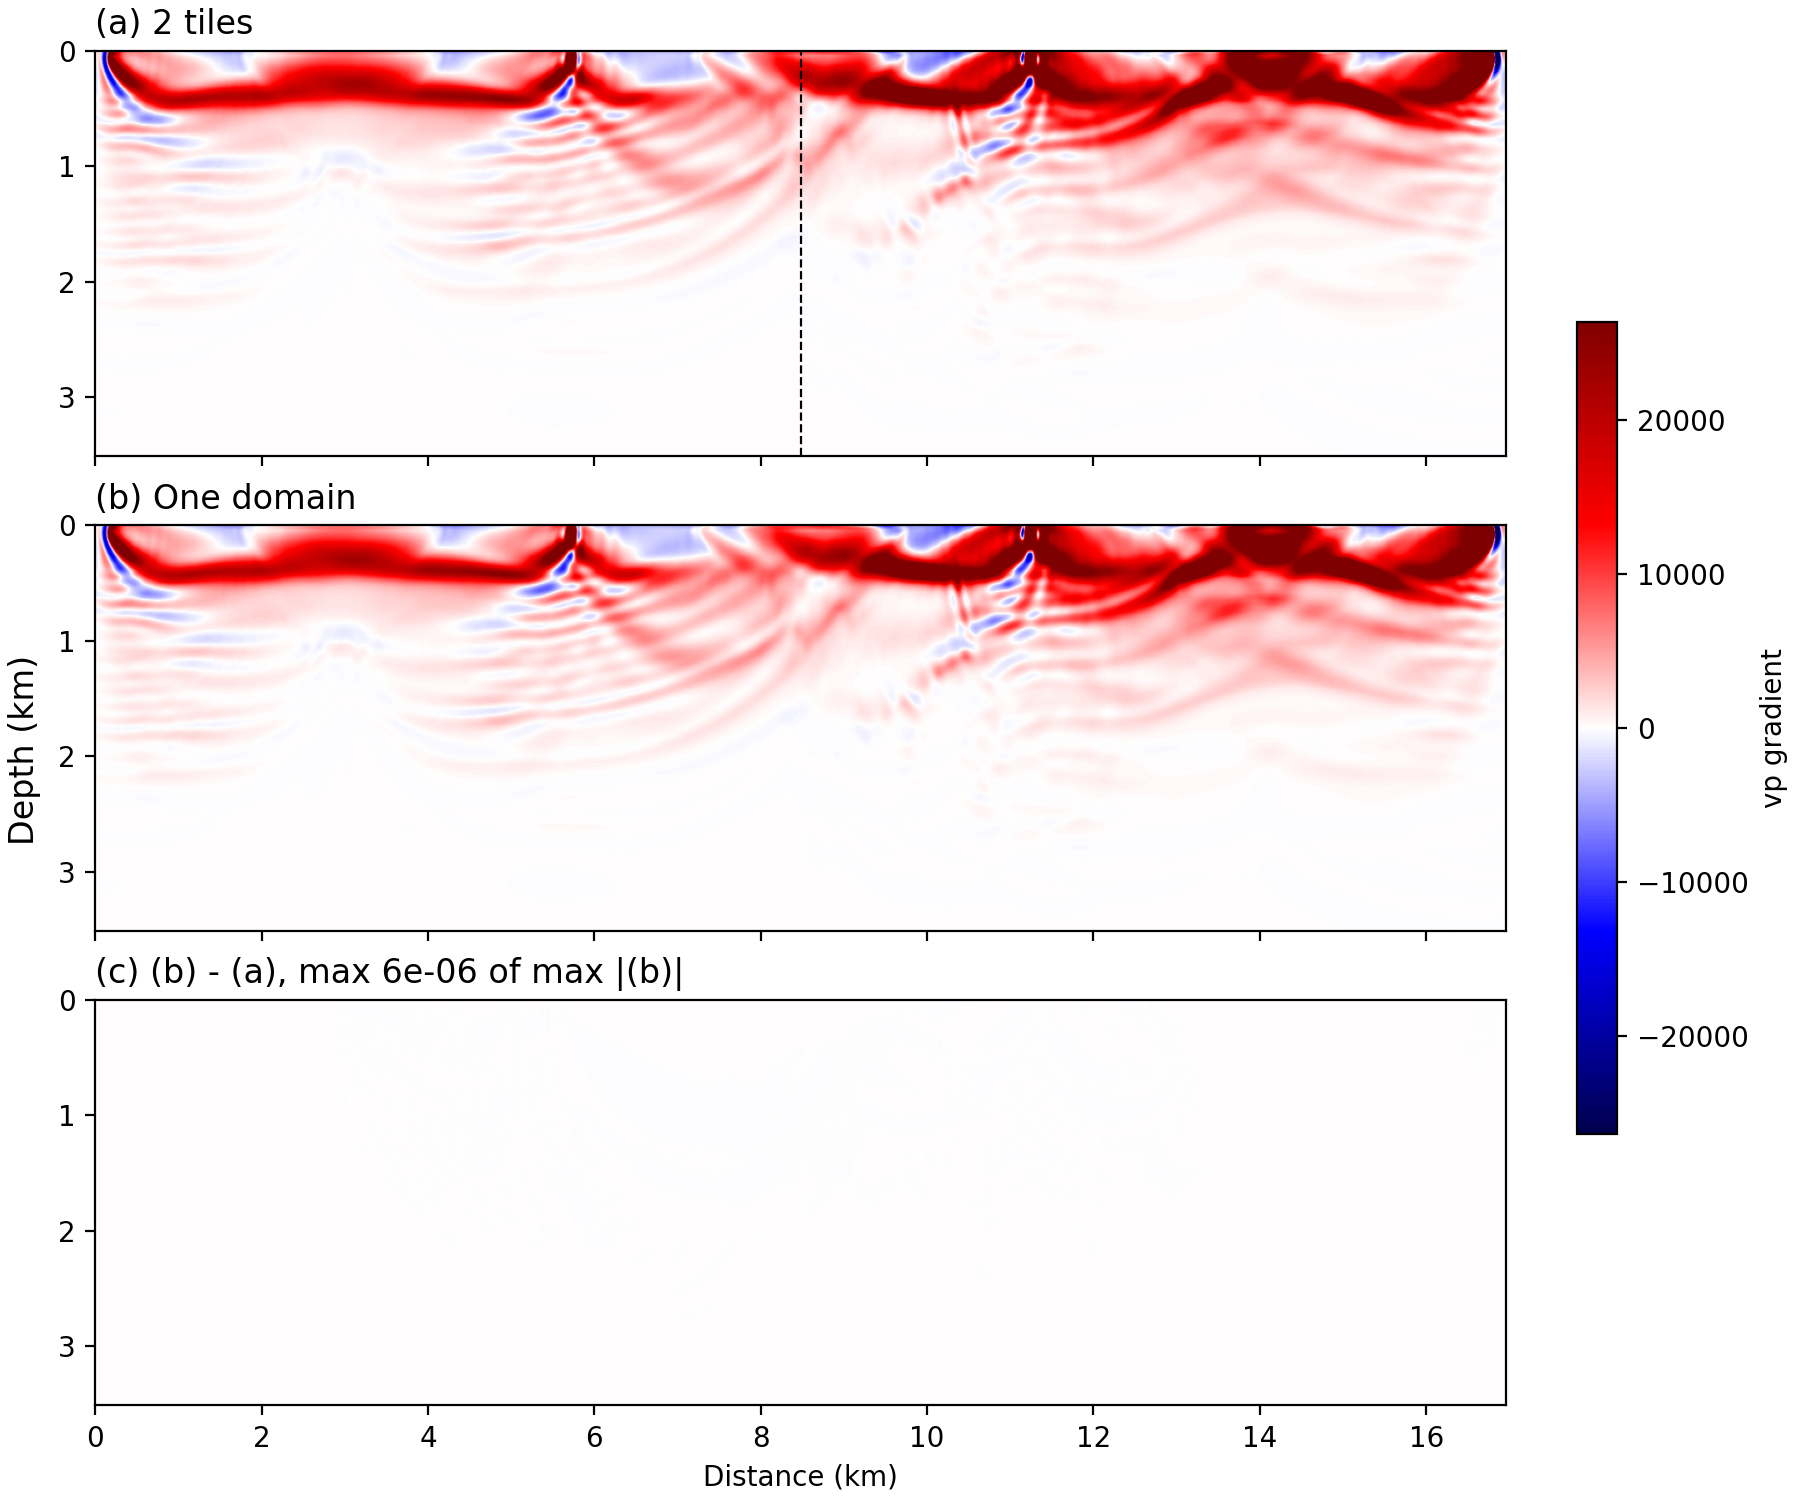 (a) 2 tiles
0
1
2
3
(b) One domain
0
1
2
3
(c) (b) - (a), max 6e-06 of max |(b)|
0
1
2
3
0 2 4 6 8 10 12 14 16
Distance (km)
Depth (km)
20000
10000
0
−10000
−20000
vp gradient